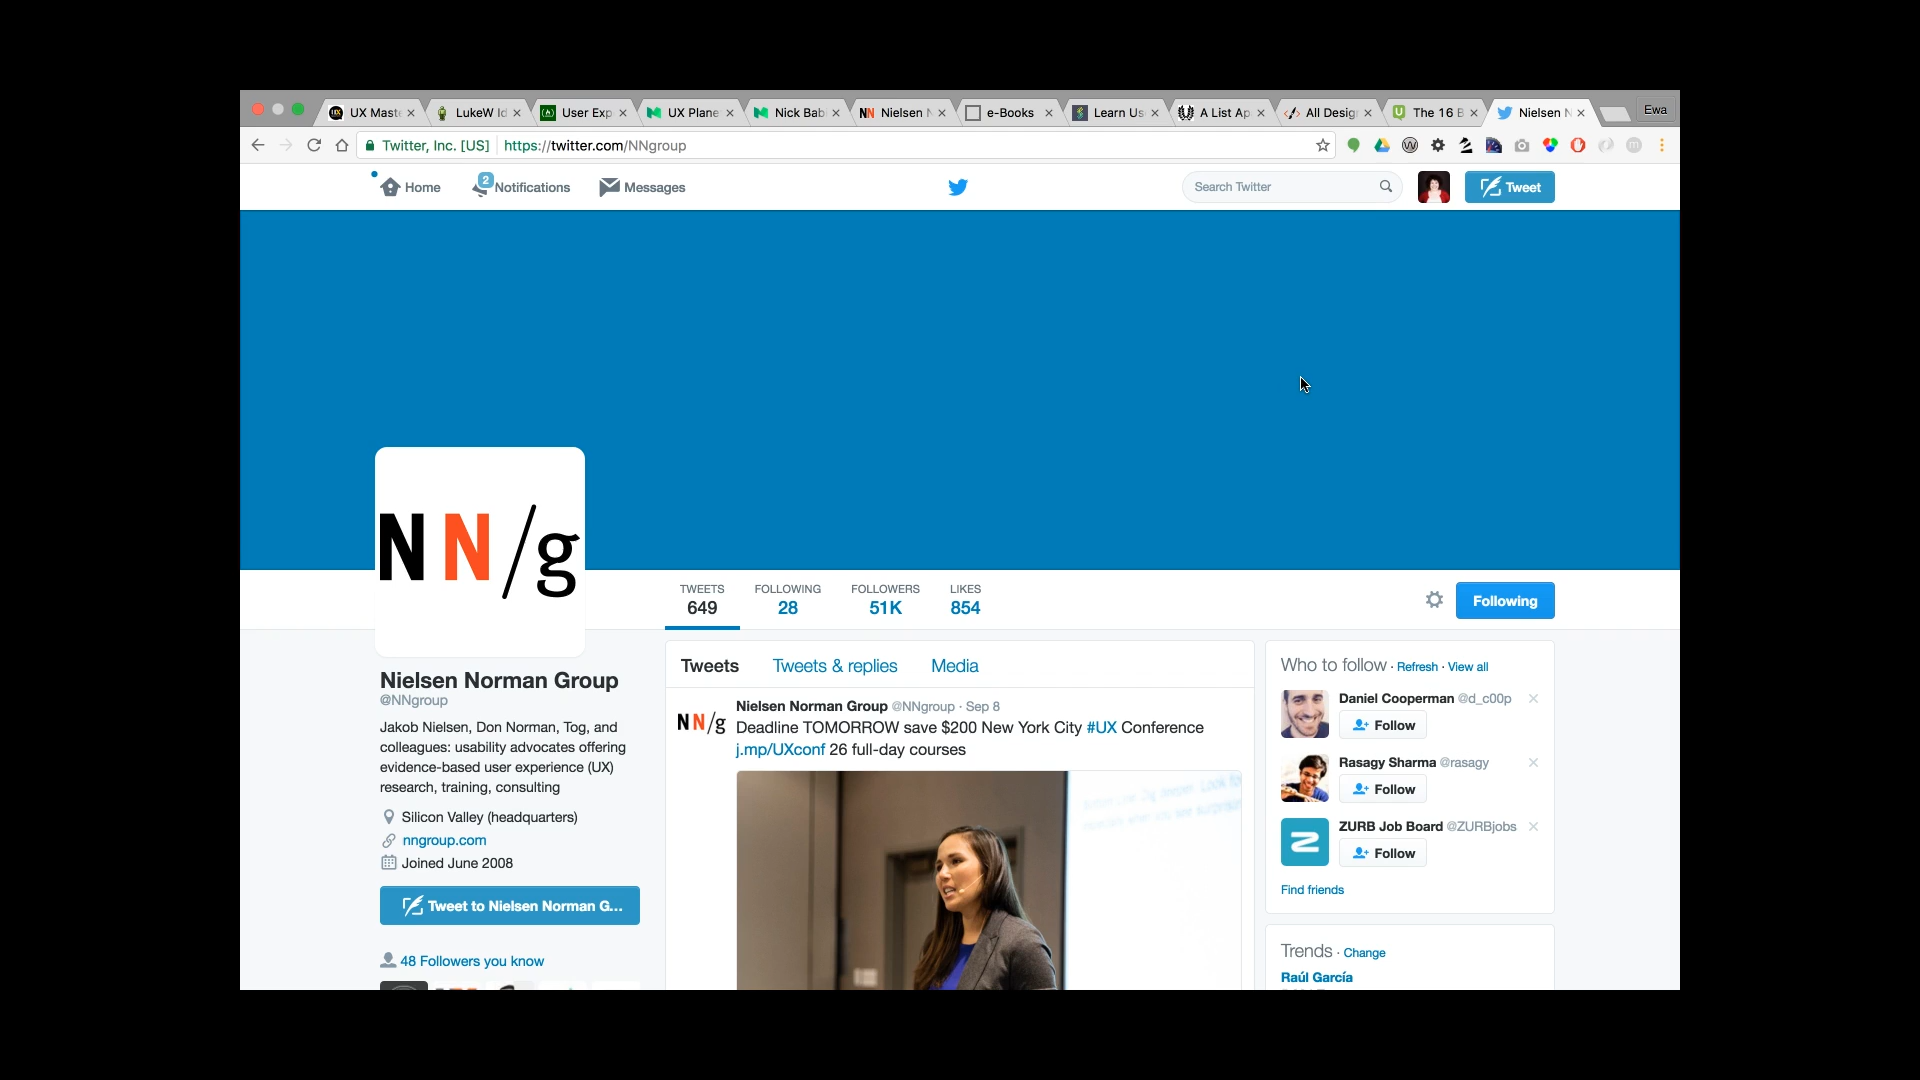 UX Maste
LukeW Id
User Exp
UX Plane
Nick Bab
NN Nielsen N
e-Books
Learn Us
A List Ap
All Desig
The 16 B
Nielsen N
Ewa
Twitter, Inc. [US] https://twitter.com/NNgroup
Home
2
Notifications
Messages
Search Twitter
Tweet
NN/g
TWEETS
649
FOLLOWING
28
FOLLOWERS
51K
LIKES
854
Following
Nielsen Norman Group
@NNgroup
Jakob Nielsen, Don Norman, Tog, and
colleagues: usability advocates offering
evidence-based user experience (UX)
research, training, consulting
Silicon Valley (headquarters)
nngroup.com
Joined June 2008
Tweet to Nielsen Norman G...
48 Followers you know
Tweets Tweets & replies Media
NN/g
Nielsen Norman Group @NNgroup · Sep 8
Deadline TOMORROW save $200 New York City #UX Conference
j.mp/UXconf 26 full-day courses
Who to follow · Refresh · View all
Daniel Cooperman @d_c00p
Follow
Rasagy Sharma @rasagy
Follow
ZURB Job Board @ZURBjobs
Follow
Find friends
Trends · Change
Raúl García